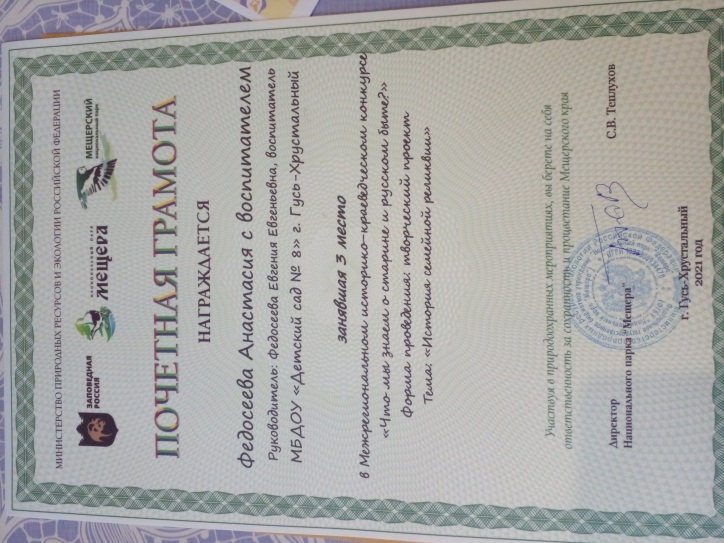 МИНИСТЕРСТВО ПРИРОДНЫХ РЕСУРСОВ И ЭКОЛОГИИ РОССИЙСКОЙ ФЕДЕРАЦИИ
ЗАПОВЕДНАЯ
РОССИЯ
НАЦИОНАЛЬНЫЙ ПАРК
Мещера
МЕЩЕРСКИЙ
ПОЧЕТНАЯ ГРАМОТА
НАГРАЖДАЕТСЯ
Федосеева Анастасия с воспитателем
Руководитель: Федосеева Евгения Евгеньевна, воспитатель
МБДОУ «Детский сад № 8» г. Гусь-Хрустальный
занявшая 3 место
в Межрегиональном историко-краеведческом конкурсе
«Что мы знаем о старине и русском быте?»
Форма проведения: творческий проект
Тема: «История семейной реликвии»
Участвуя в природоохранных мероприятиях, вы берете на себя
ответственность за сохранность и процветание Мещерского края
Директор
Национального парка "Мещера"
С.В. Теплухов
г. Гусь-Хрустальный
2021 год